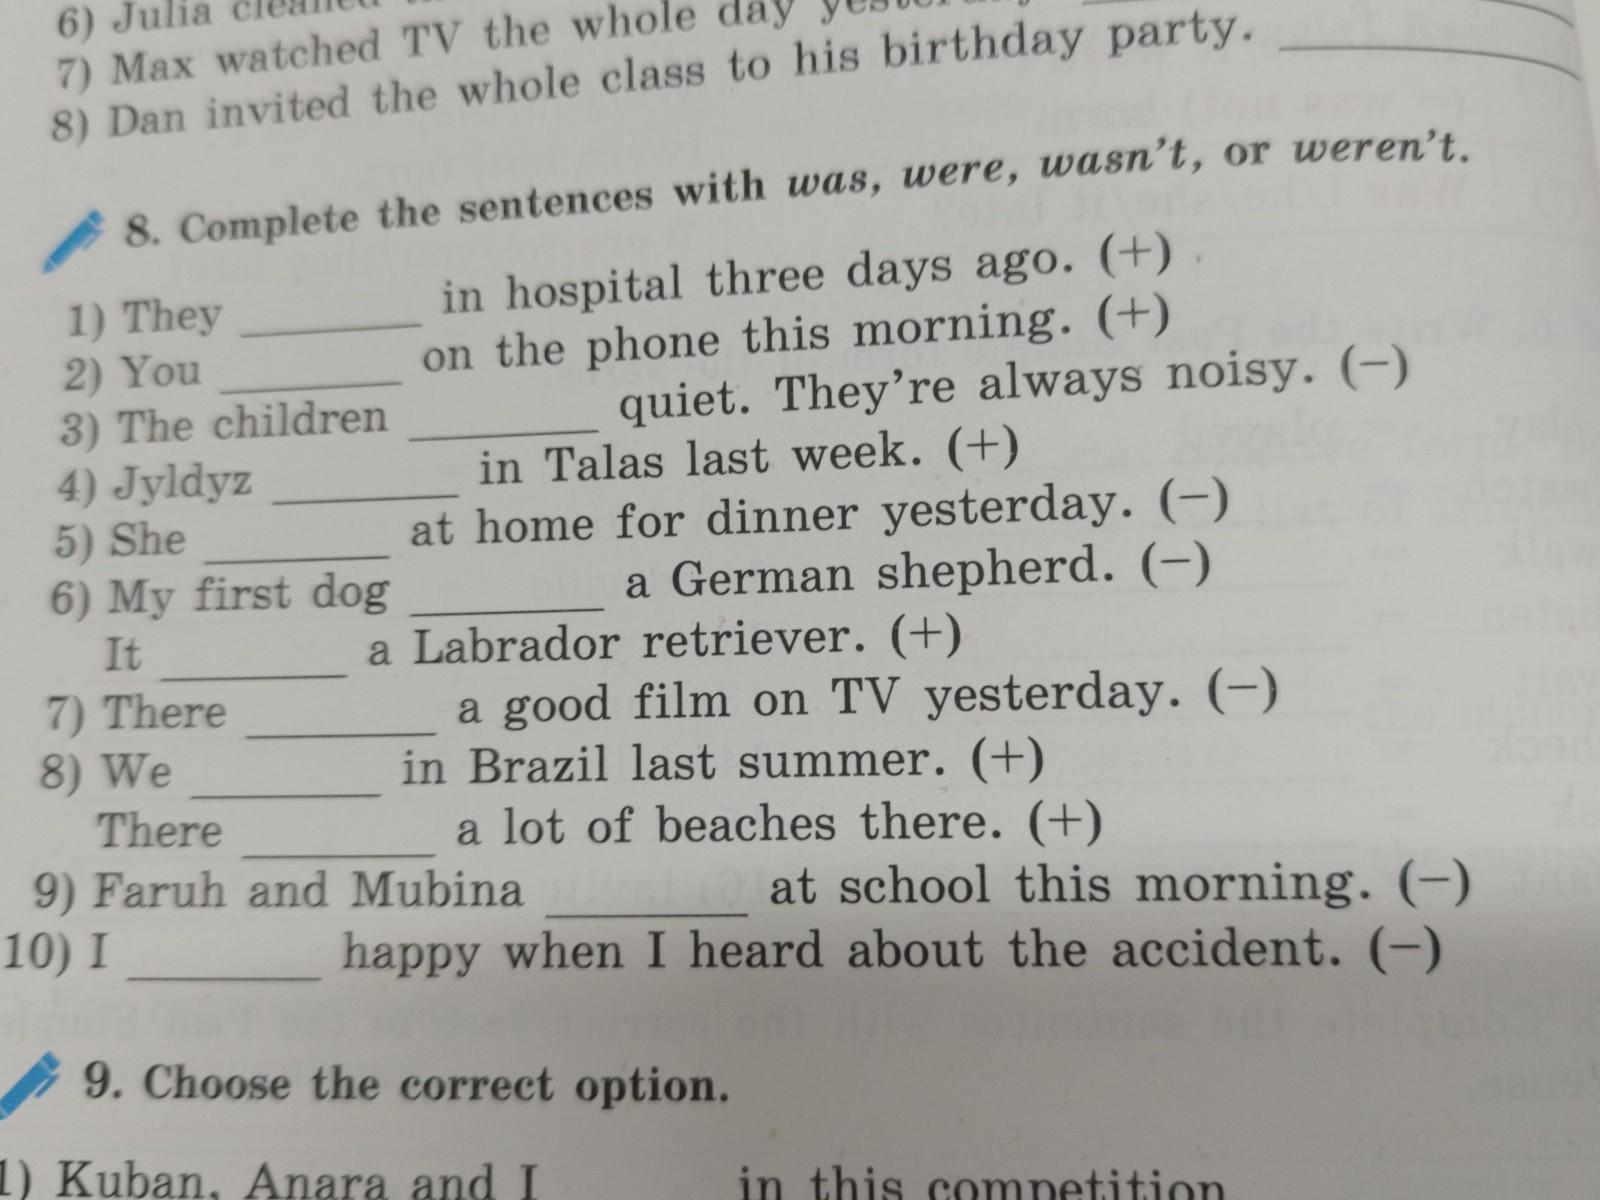 6) Julia cleaned
7) Max watched TV the whole day yesterday
8) Dan invited the whole class to his birthday party. ________
8. Complete the sentences with was, were, wasn't, or weren't.
1) They ________ in hospital three days ago. (+)
2) You ________ on the phone this morning. (+)
3) The children ________ quiet. They're always noisy. (−)
4) Jyldyz ________ in Talas last week. (+)
5) She ________ at home for dinner yesterday. (−)
6) My first dog ________ a German shepherd. (−)
It ________ a Labrador retriever. (+)
7) There ________ a good film on TV yesterday. (−)
8) We ________ in Brazil last summer. (+)
There ________ a lot of beaches there. (+)
9) Faruh and Mubina ________ at school this morning. (−)
10) I ________ happy when I heard about the accident. (−)
9. Choose the correct option.
1) Kuban, Anara and I ________ in this competition